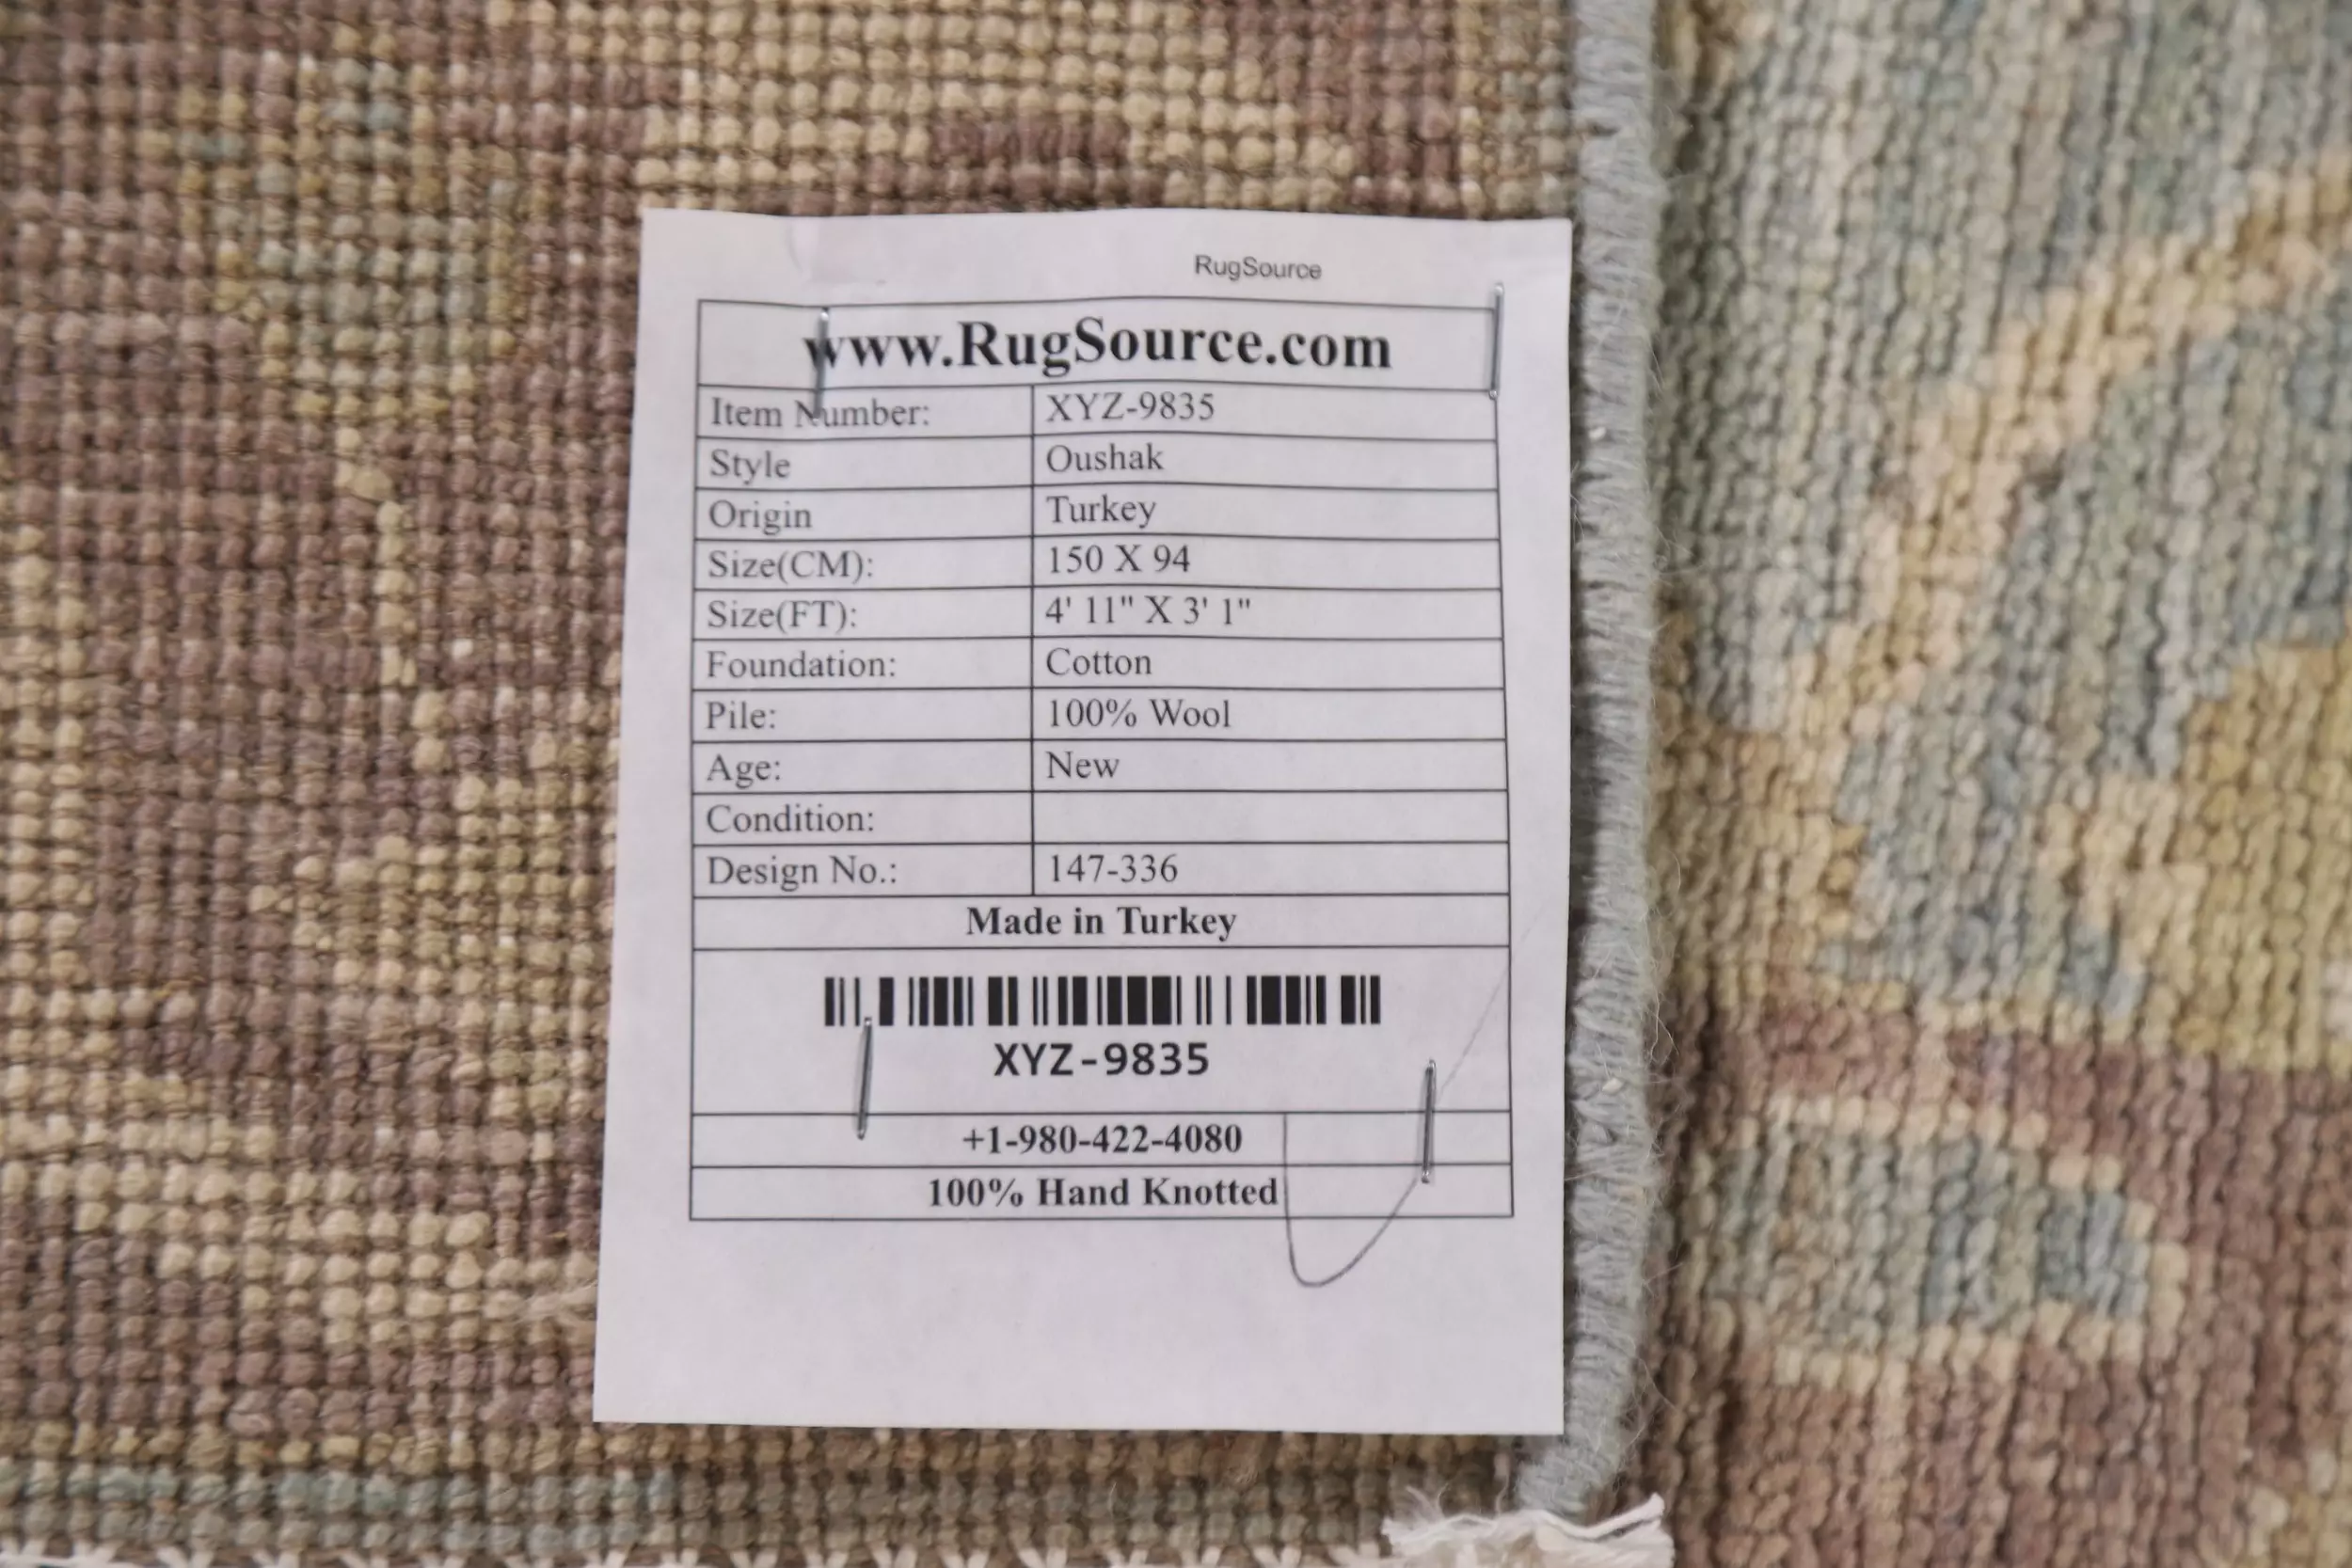 RugSource
www.RugSource.com
Item Number: XYZ-9835
Style Oushak
Origin Turkey
Size(CM): 150 X 94
Size(FT): 4' 11" X 3' 1"
Foundation: Cotton
Pile: 100% Wool
Age: New
Condition:
Design No.: 147-336
Made in Turkey
XYZ-9835
+1-980-422-4080
100% Hand Knotted